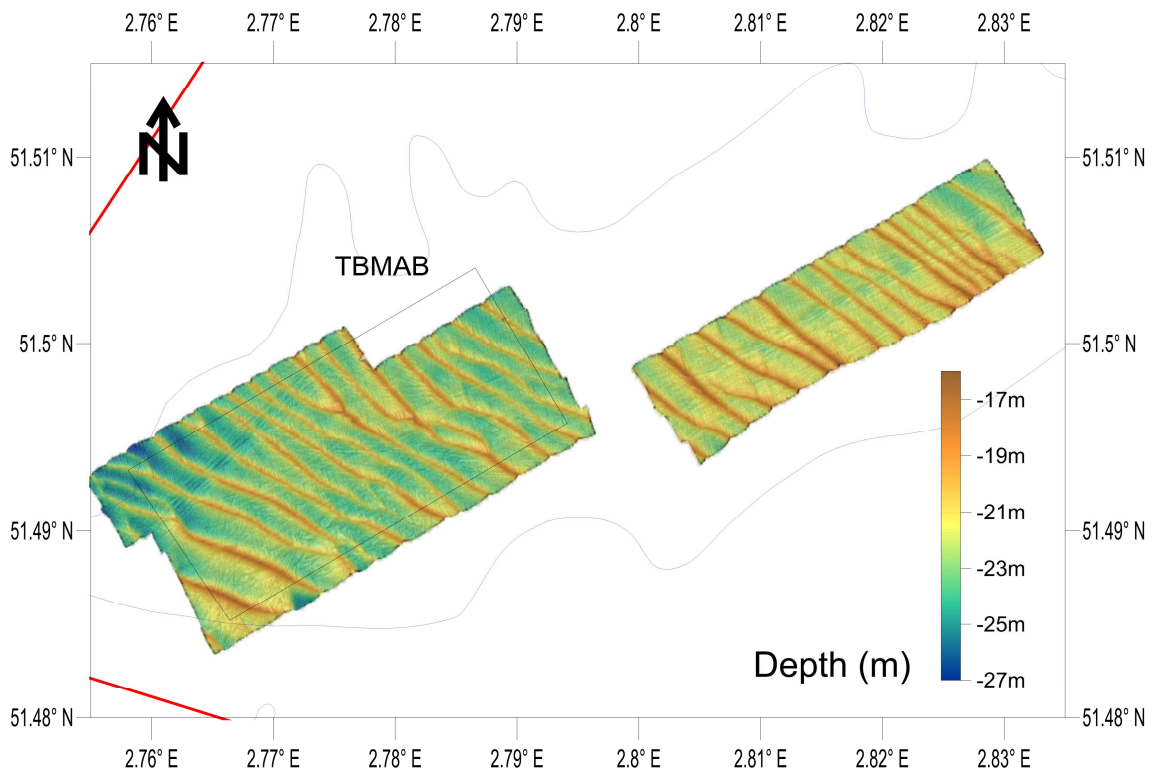 2.76° E 2.77° E 2.78° E 2.79° E 2.8° E 2.81° E 2.82° E 2.83° E
N
51.51° N 51.51° N
TBMAB
51.5° N 51.5° N
-17m
-19m
-21m
51.49° N 51.49° N
-23m
-25m
Depth (m)
-27m
51.48° N 51.48° N
2.76° E 2.77° E 2.78° E 2.79° E 2.8° E 2.81° E 2.82° E 2.83° E